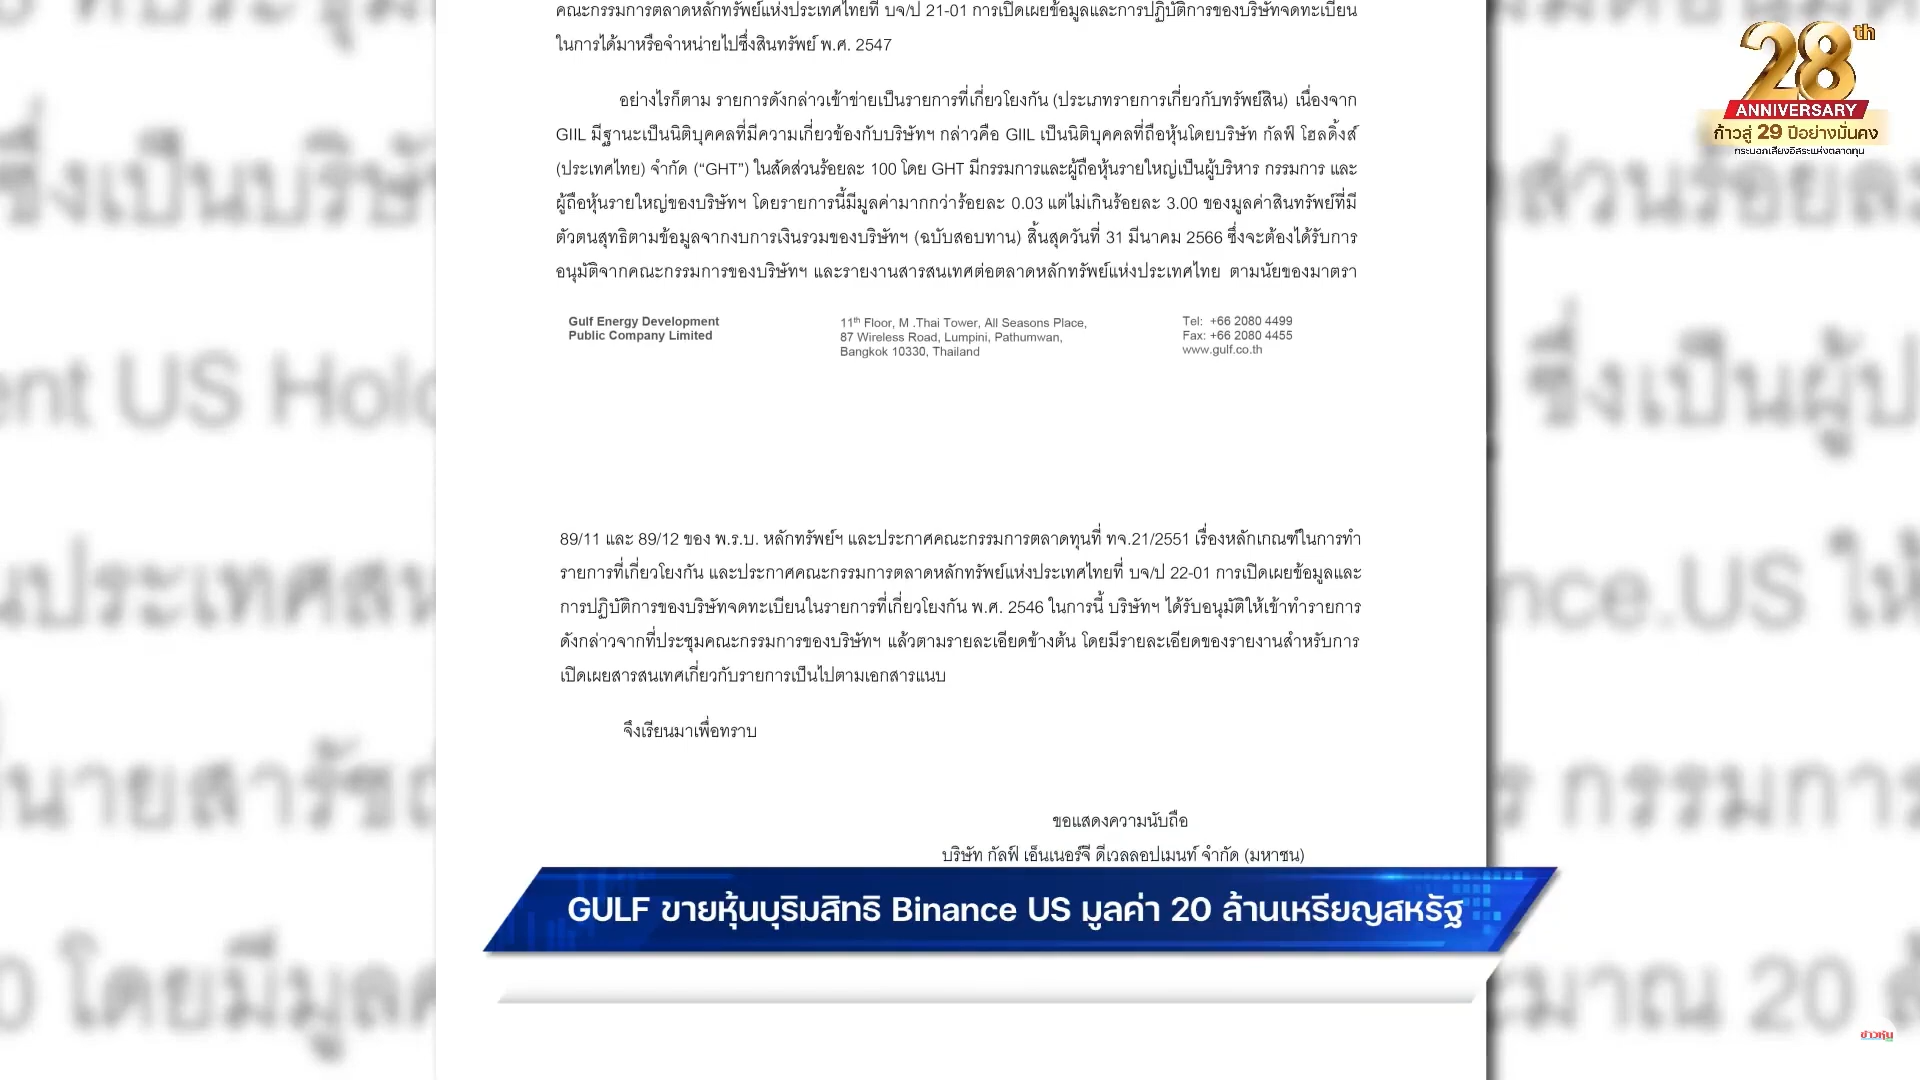 คณะกรรมการตลาดหลักทรัพย์แห่งประเทศไทยที่ บจ/ป 21-01 การเปิดเผยข้อมูลและการปฏิบัติการของบริษัทจดทะเบียน
ในการได้มาหรือจำหน่ายไปซึ่งสินทรัพย์ พ.ศ. 2547
28th
ANNIVERSARY
ก้าวสู่ 29 ปีอย่างมั่นคง
กระบอกเสียงอิสระแห่งตลาดทุน
อย่างไรก็ตาม รายการดังกล่าวเข้าข่ายเป็นรายการที่เกี่ยวโยงกัน (ประเภทรายการเกี่ยวกับทรัพย์สิน) เนื่องจาก
GIIL มีฐานะเป็นนิติบุคคลที่มีความเกี่ยวข้องกับบริษัทฯ กล่าวคือ GIIL เป็นนิติบุคคลที่ถือหุ้นโดยบริษัท กัลฟ์ โฮลดิ้งส์
(ประเทศไทย) จำกัด (“GHT”) ในสัดส่วนร้อยละ 100 โดย GHT มีกรรมการและผู้ถือหุ้นรายใหญ่เป็นผู้บริหาร กรรมการ และ
ผู้ถือหุ้นรายใหญ่ของบริษัทฯ โดยรายการนี้มีมูลค่ามากกว่าร้อยละ 0.03 แต่ไม่เกินร้อยละ 3.00 ของมูลค่าสินทรัพย์ที่มี
ตัวตนสุทธิตามข้อมูลจากงบการเงินรวมของบริษัทฯ (ฉบับสอบทาน) สิ้นสุดวันที่ 31 มีนาคม 2566 ซึ่งจะต้องได้รับการ
อนุมัติจากคณะกรรมการของบริษัทฯ และรายงานสารสนเทศต่อตลาดหลักทรัพย์แห่งประเทศไทย ตามนัยของมาตรา
Gulf Energy Development
Public Company Limited
11th Floor, M .Thai Tower, All Seasons Place,
87 Wireless Road, Lumpini, Pathumwan,
Bangkok 10330, Thailand
Tel: +66 2080 4499
Fax: +66 2080 4455
www.gulf.co.th
89/11 และ 89/12 ของ พ.ร.บ. หลักทรัพย์ฯ และประกาศคณะกรรมการตลาดทุนที่ ทจ.21/2551 เรื่องหลักเกณฑ์ในการทำ
รายการที่เกี่ยวโยงกัน และประกาศคณะกรรมการตลาดหลักทรัพย์แห่งประเทศไทยที่ บจ/ป 22-01 การเปิดเผยข้อมูลและ
การปฏิบัติการของบริษัทจดทะเบียนในรายการที่เกี่ยวโยงกัน พ.ศ. 2546 ในการนี้ บริษัทฯ ได้รับอนุมัติให้เข้าทำรายการ
ดังกล่าวจากที่ประชุมคณะกรรมการของบริษัทฯ แล้วตามรายละเอียดข้างต้น โดยมีรายละเอียดของรายงานสำหรับการ
เปิดเผยสารสนเทศเกี่ยวกับรายการเป็นไปตามเอกสารแนบ
จึงเรียนมาเพื่อทราบ
ขอแสดงความนับถือ
บริษัท กัลฟ์ เอ็นเนอร์จี ดีเวลลอปเมนท์ จำกัด (มหาชน)
GULF ขายหุ้นบุริมสิทธิ Binance US มูลค่า 20 ล้านเหรียญสหรัฐ
ข่าวหุ้น